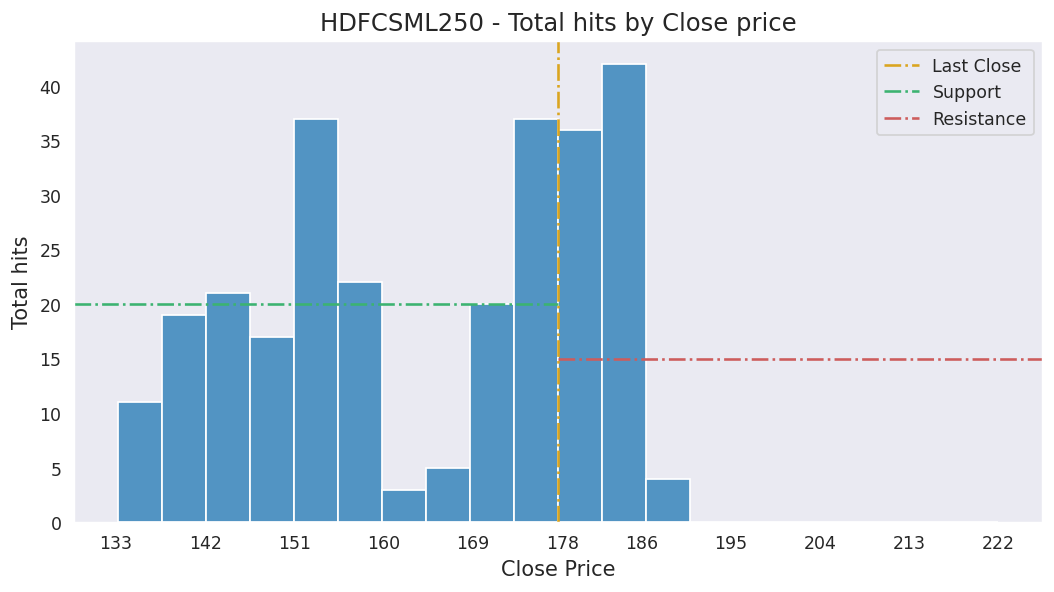 HDFCSML250 - Total hits by Close price
Last Close
Support
Resistance
40
35
30
25
20
15
10
5
0
Total hits
133 142 151 160 169 178 186 195 204 213 222
Close Price